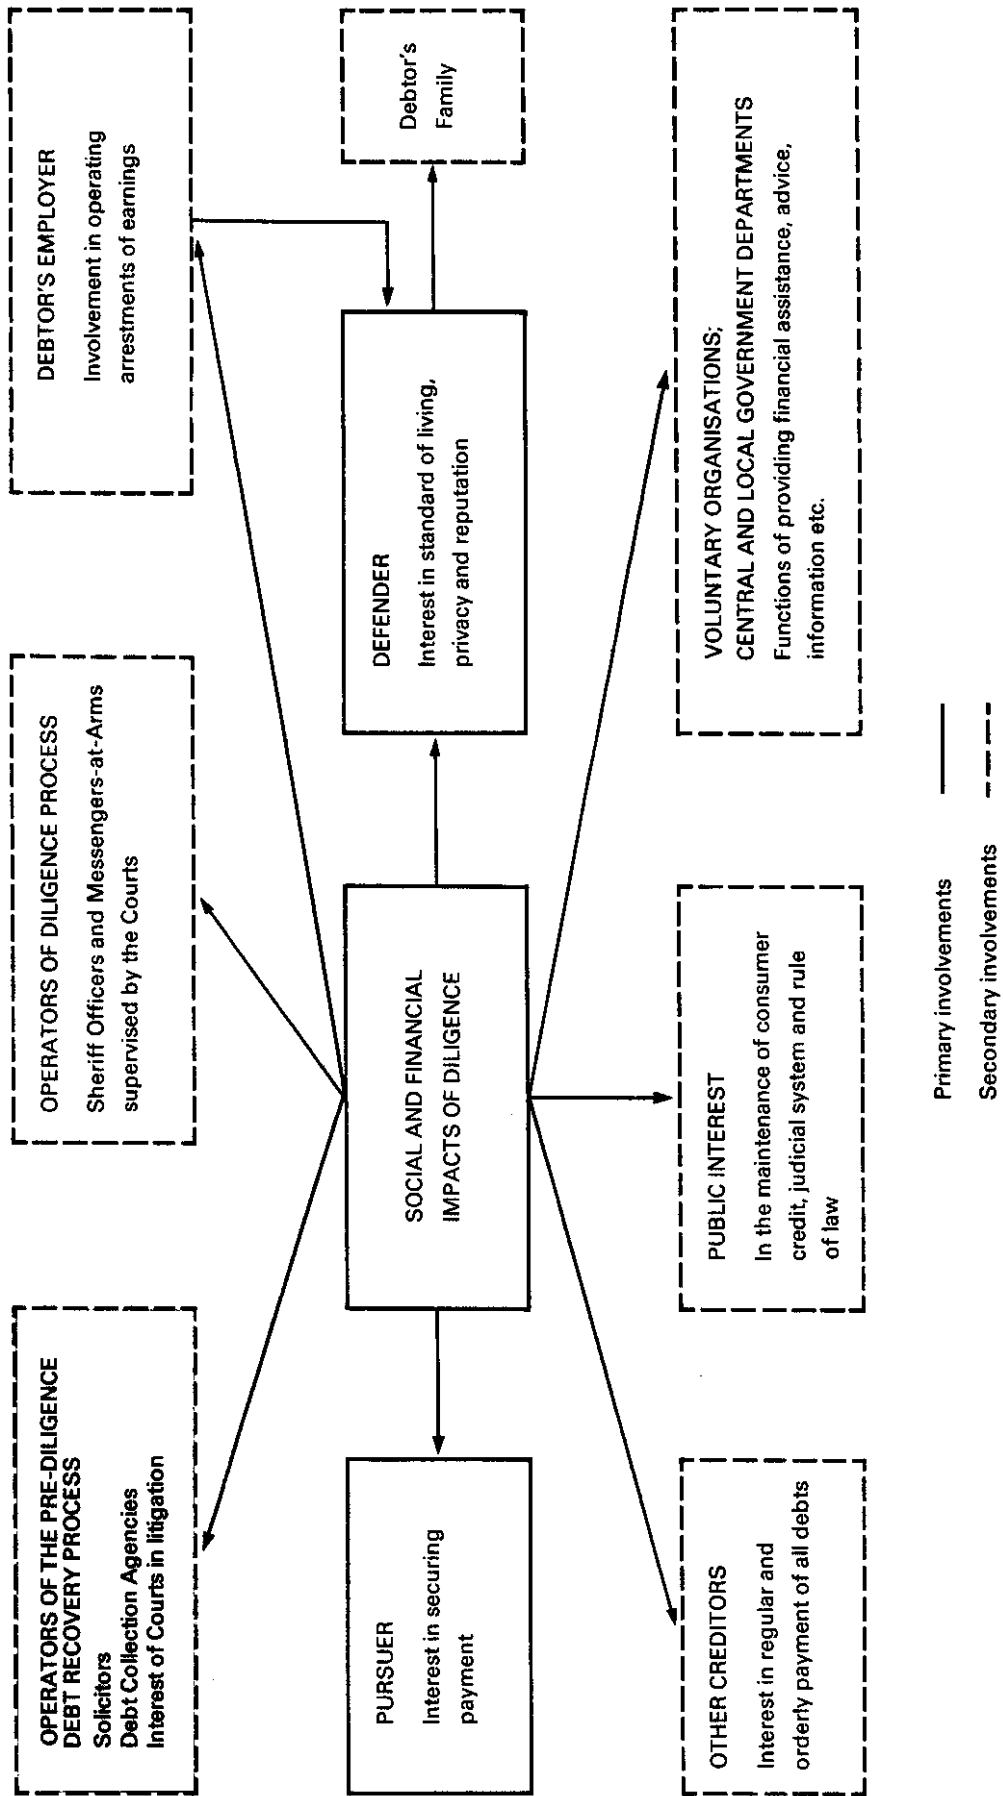 OPERATORS OF THE PRE-DILIGENCE
DEBT RECOVERY PROCESS
Solicitors
Debt Collection Agencies
Interest of Courts in litigation
OPERATORS OF DILIGENCE PROCESS
Sheriff Officers and Messengers-at-Arms
supervised by the Courts
DEBTOR'S EMPLOYER
Involvement in operating
arrestments of earnings
PURSUER
Interest in securing
payment
SOCIAL AND FINANCIAL
IMPACTS OF DILIGENCE
DEFENDER
Interest in standard of living,
privacy and reputation
Debtor's
Family
OTHER CREDITORS
Interest in regular and
orderly payment of all debts
PUBLIC INTEREST
In the maintenance of consumer
credit, judicial system and rule
of law
VOLUNTARY ORGANISATIONS;
CENTRAL AND LOCAL GOVERNMENT DEPARTMENTS
Functions of providing financial assistance, advice,
information etc.
Primary involvements
Secondary involvements